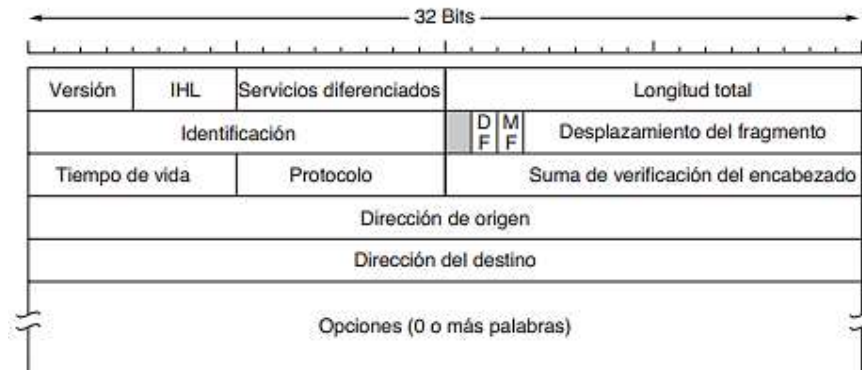 32 Bits
Versión IHL Servicios diferenciados Longitud total
Identificación D F M F Desplazamiento del fragmento
Tiempo de vida Protocolo Suma de verificación del encabezado
Dirección de origen
Dirección del destino
Opciones (0 o más palabras)